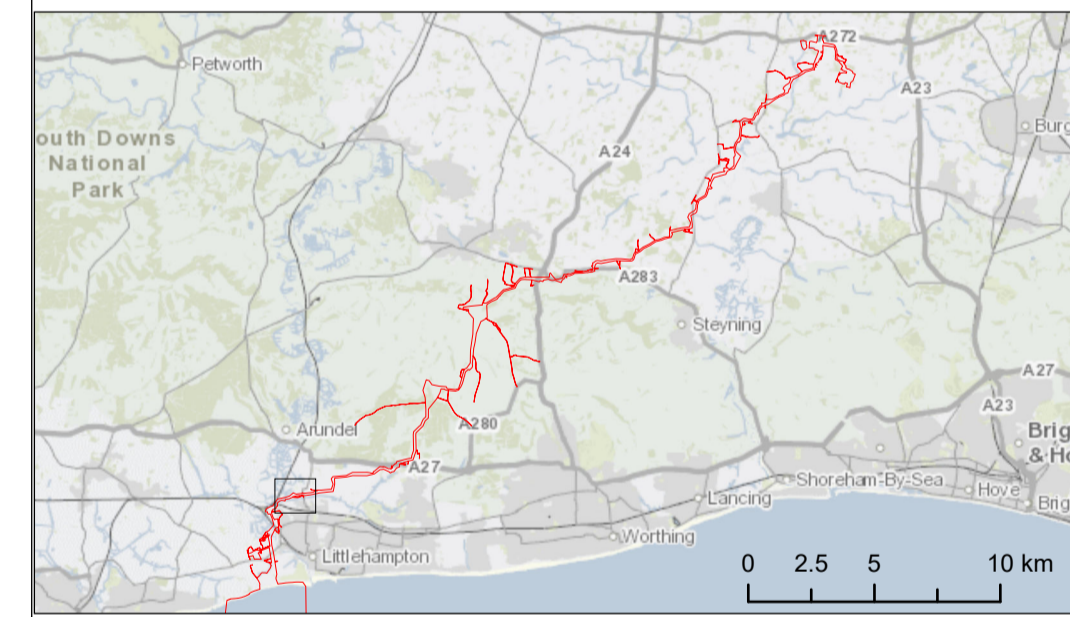 A272
Petworth
A23
Burg
outh Downs
National
Park
A24
A283
Steyning
A27
A23
Arundel
A280
Brig
& Ho
A27
Shoreham-By-Sea
Hove
Lancing
Brig
Worthing
Littlehampton
0 2.5 5 10 km